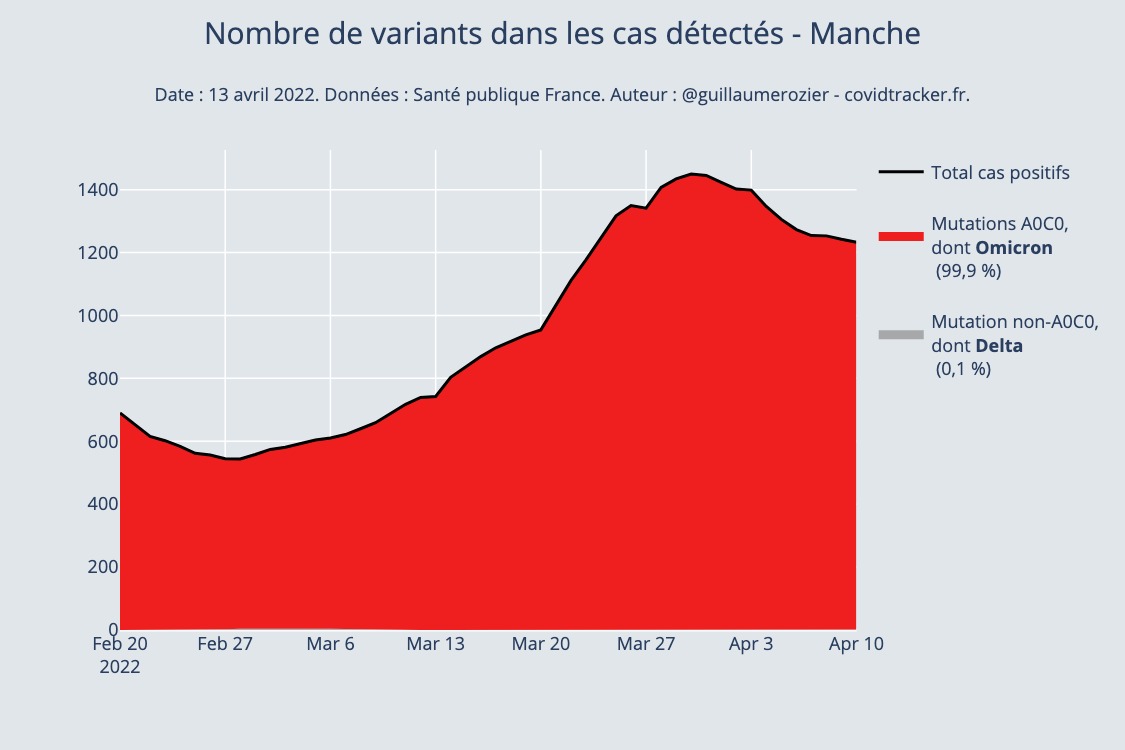 Nombre de variants dans les cas détectés - Manche
Date : 13 avril 2022. Données : Santé publique France. Auteur : @guillaumerozier - covidtracker.fr.
1400
1200
1000
800
600
400
200
0
Feb 20
2022
Feb 27
Mar 6
Mar 13
Mar 20
Mar 27
Apr 3
Apr 10
Total cas positifs
Mutations A0C0,
dont Omicron
(99,9 %)
Mutation non-A0C0,
dont Delta
(0,1 %)